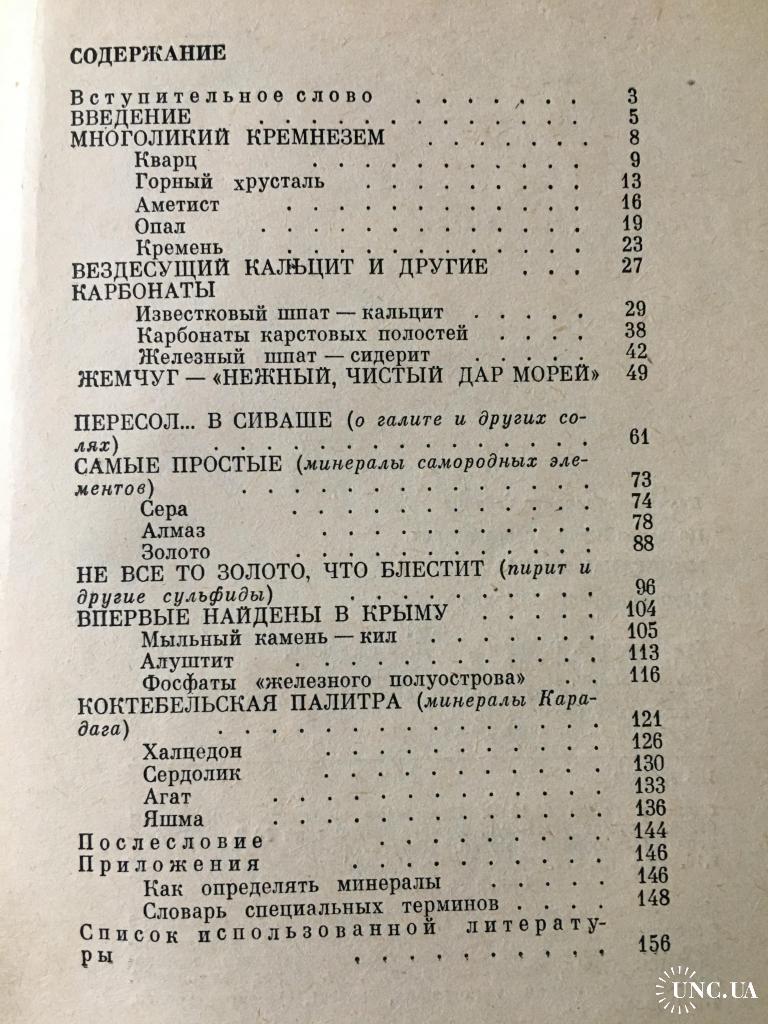 СОДЕРЖАНИЕ
Вступительное слово . . . . . . . 3
ВВЕДЕНИЕ . . . . . . . . . . . . 5
МНОГОЛИКИЙ КРЕМНЕЗЕМ . . . . . . . 8
Кварц . . . . . . . . . . . 9
Горный хрусталь . . . . . . . . . 13
Аметист . . . . . . . . . . . . 16
Опал . . . . . . . . . . . . . 19
Кремень . . . . . . . . . . . . 23
ВЕЗДЕСУЩИЙ КАЛЬЦИТ И ДРУГИЕ . . . 27
КАРБОНАТЫ
Известковый шпат — кальцит . . . . . 29
Карбонаты карстовых полостей . . . . 38
Железный шпат — сидерит . . . . . 42
ЖЕМЧУГ — «НЕЖНЫЙ, ЧИСТЫЙ ДАР МОРЕЙ» 49
ПЕРЕСОЛ... В СИВАШЕ (о галите и других со-
лях) . . . . . . . . . . . . . . . 61
САМЫЕ ПРОСТЫЕ (минералы самородных эле-
ментов) . . . . . . . . . . . . . . 73
Сера . . . . . . . . . . . . 74
Алмаз . . . . . . . . . . . 78
Золото . . . . . . . . . . . . 88
НЕ ВСЕ ТО ЗОЛОТО, ЧТО БЛЕСТИТ (пирит и
другие сульфиды) . . . . . . . . . . 96
ВПЕРВЫЕ НАЙДЕНЫ В КРЫМУ . . . . . 104
Мыльный камень — кил . . . . . . . 105
Алуштит . . . . . . . . . . . . 113
Фосфаты «железного полуострова» . . 116
КОКТЕБЕЛЬСКАЯ ПАЛИТРА (минералы Кара-
дага) . . . . . . . . . . . . . . . 121
Халцедон . . . . . . . . . . . 126
Сердолик . . . . . . . . . . . 130
Агат . . . . . . . . . . . . . 133
Яшма . . . . . . . . . . . . . 136
Послесловие . . . . . . . . . 144
Приложения . . . . . . . . . . 146
Как определять минералы . . . . . 146
Словарь специальных терминов . . . . 148
Список использованной литерату-
ры . . . . . . . . . . 156
UNC.UA